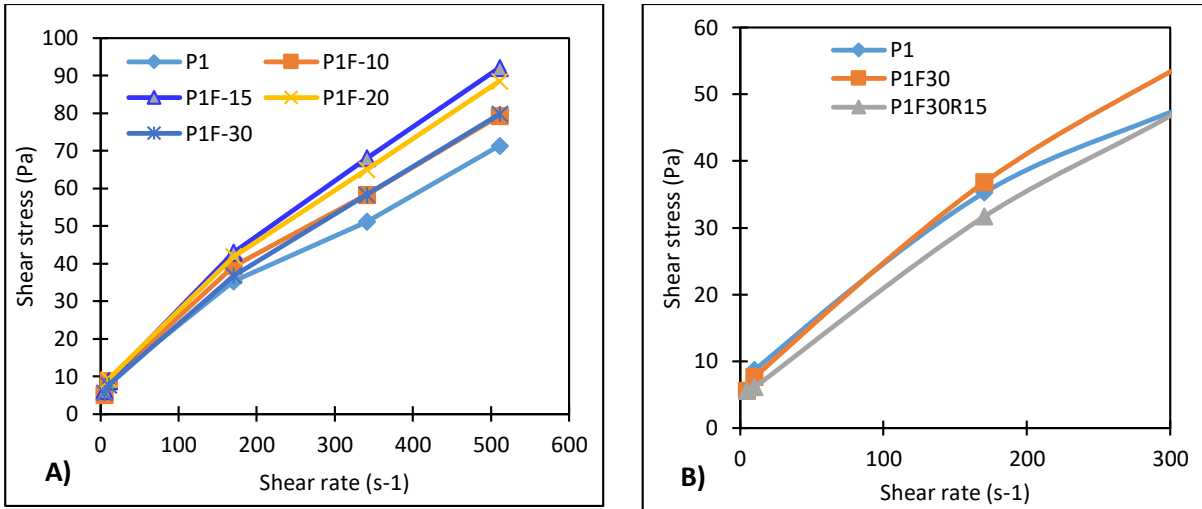 100
90
80
70
60
50
40
30
20
10
0
Shear stress (Pa)
P1 P1F-10
P1F-15 P1F-20
P1F-30
0 100 200 300 400 500 600
A)
Shear rate (s-1)
60
50
40
30
20
10
0
Shear stress (Pa)
P1
P1F30
P1F30R15
0 100 200 300
B)
Shear rate (s-1)